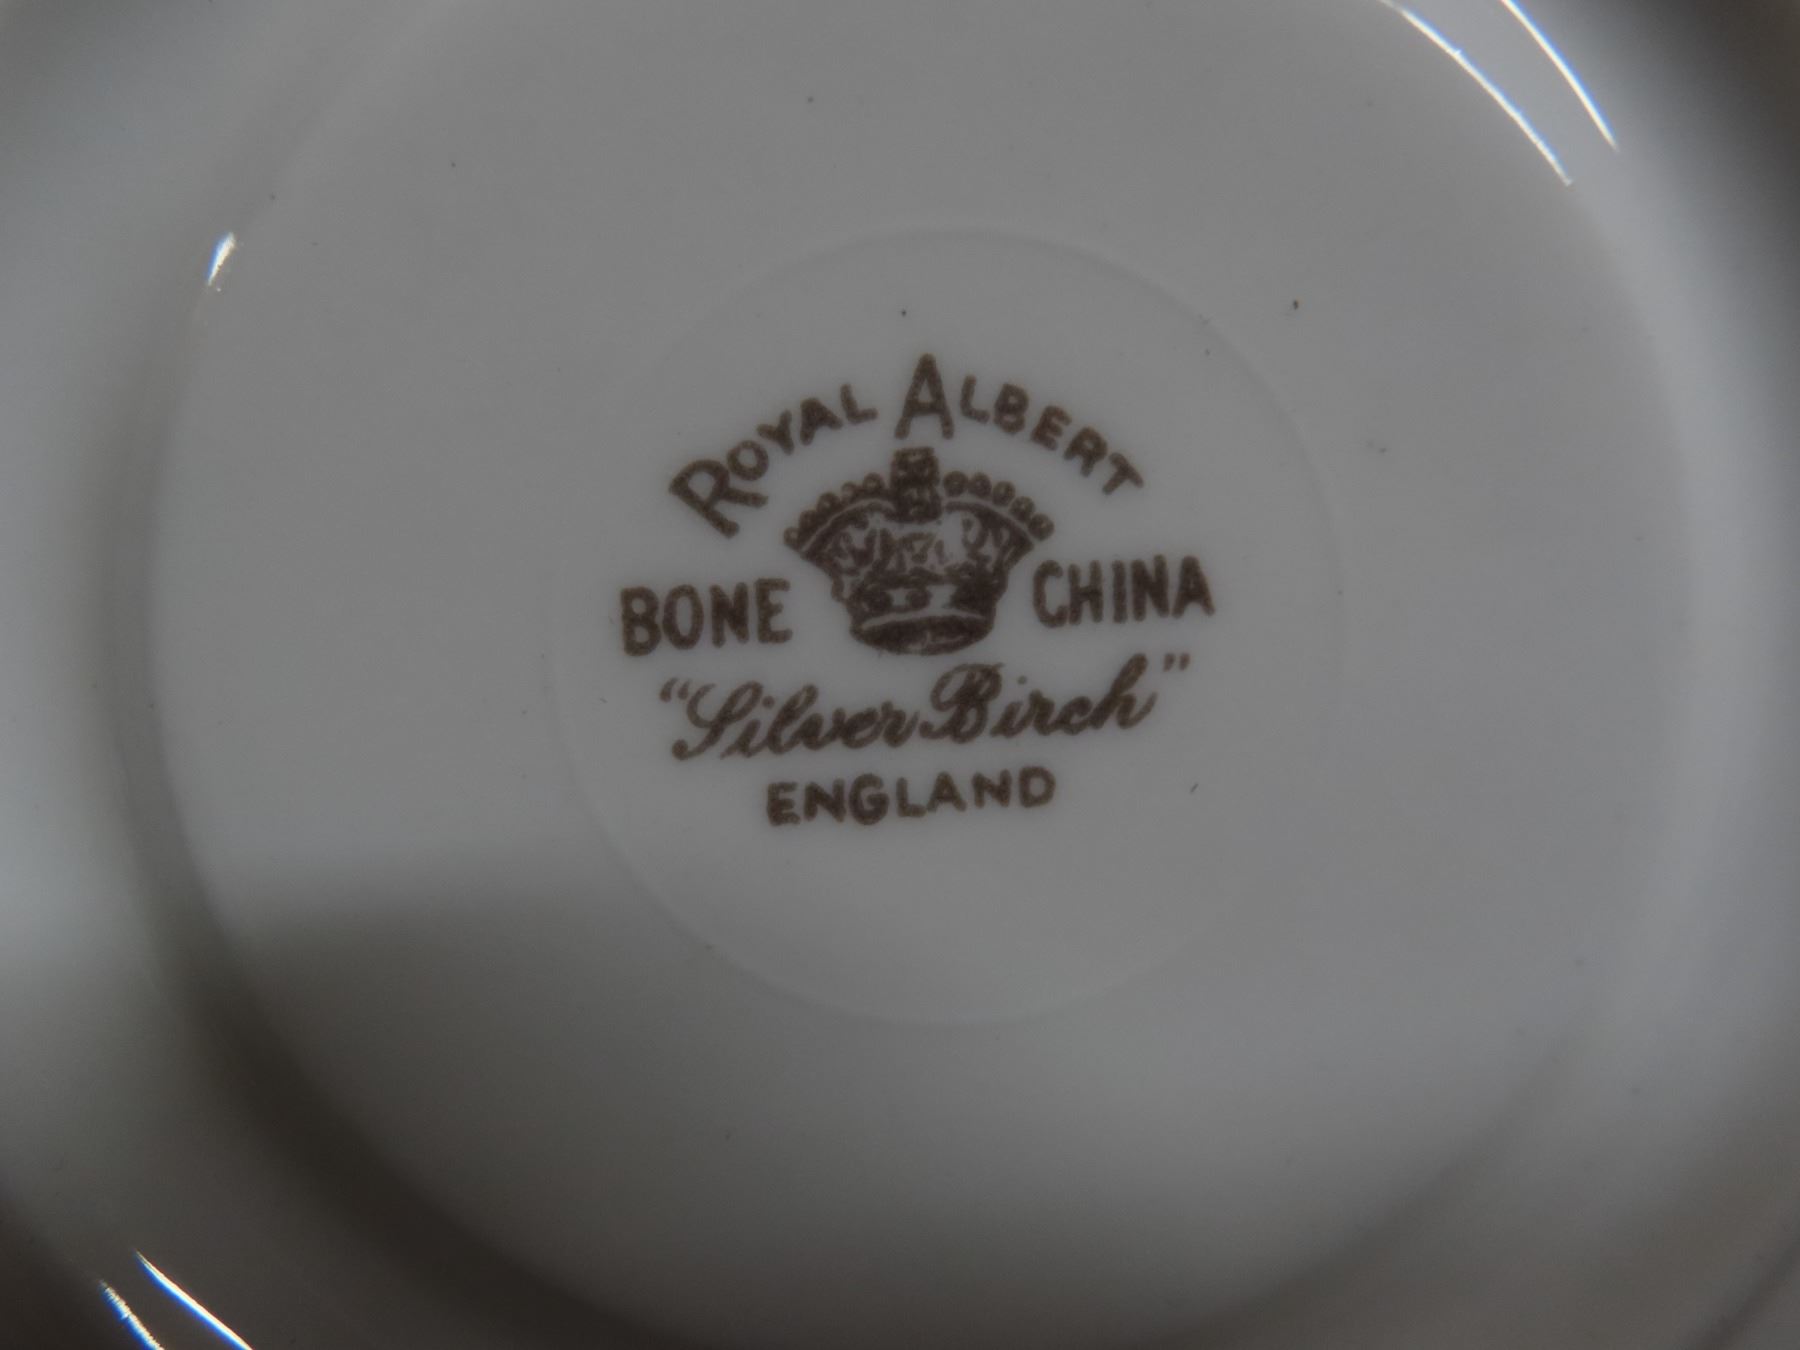 ROYAL ALBERT
BONE CHINA
"Silver Birch"
ENGLAND